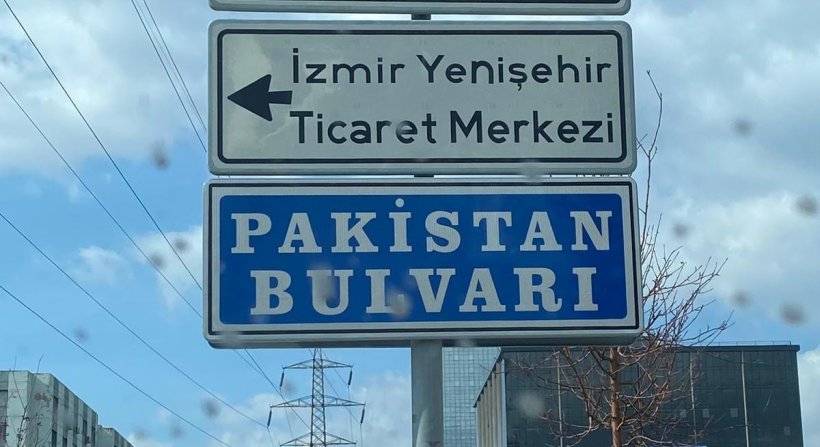 İzmir Yenişehir
Ticaret Merkezi
PAKİSTAN
BULVARI